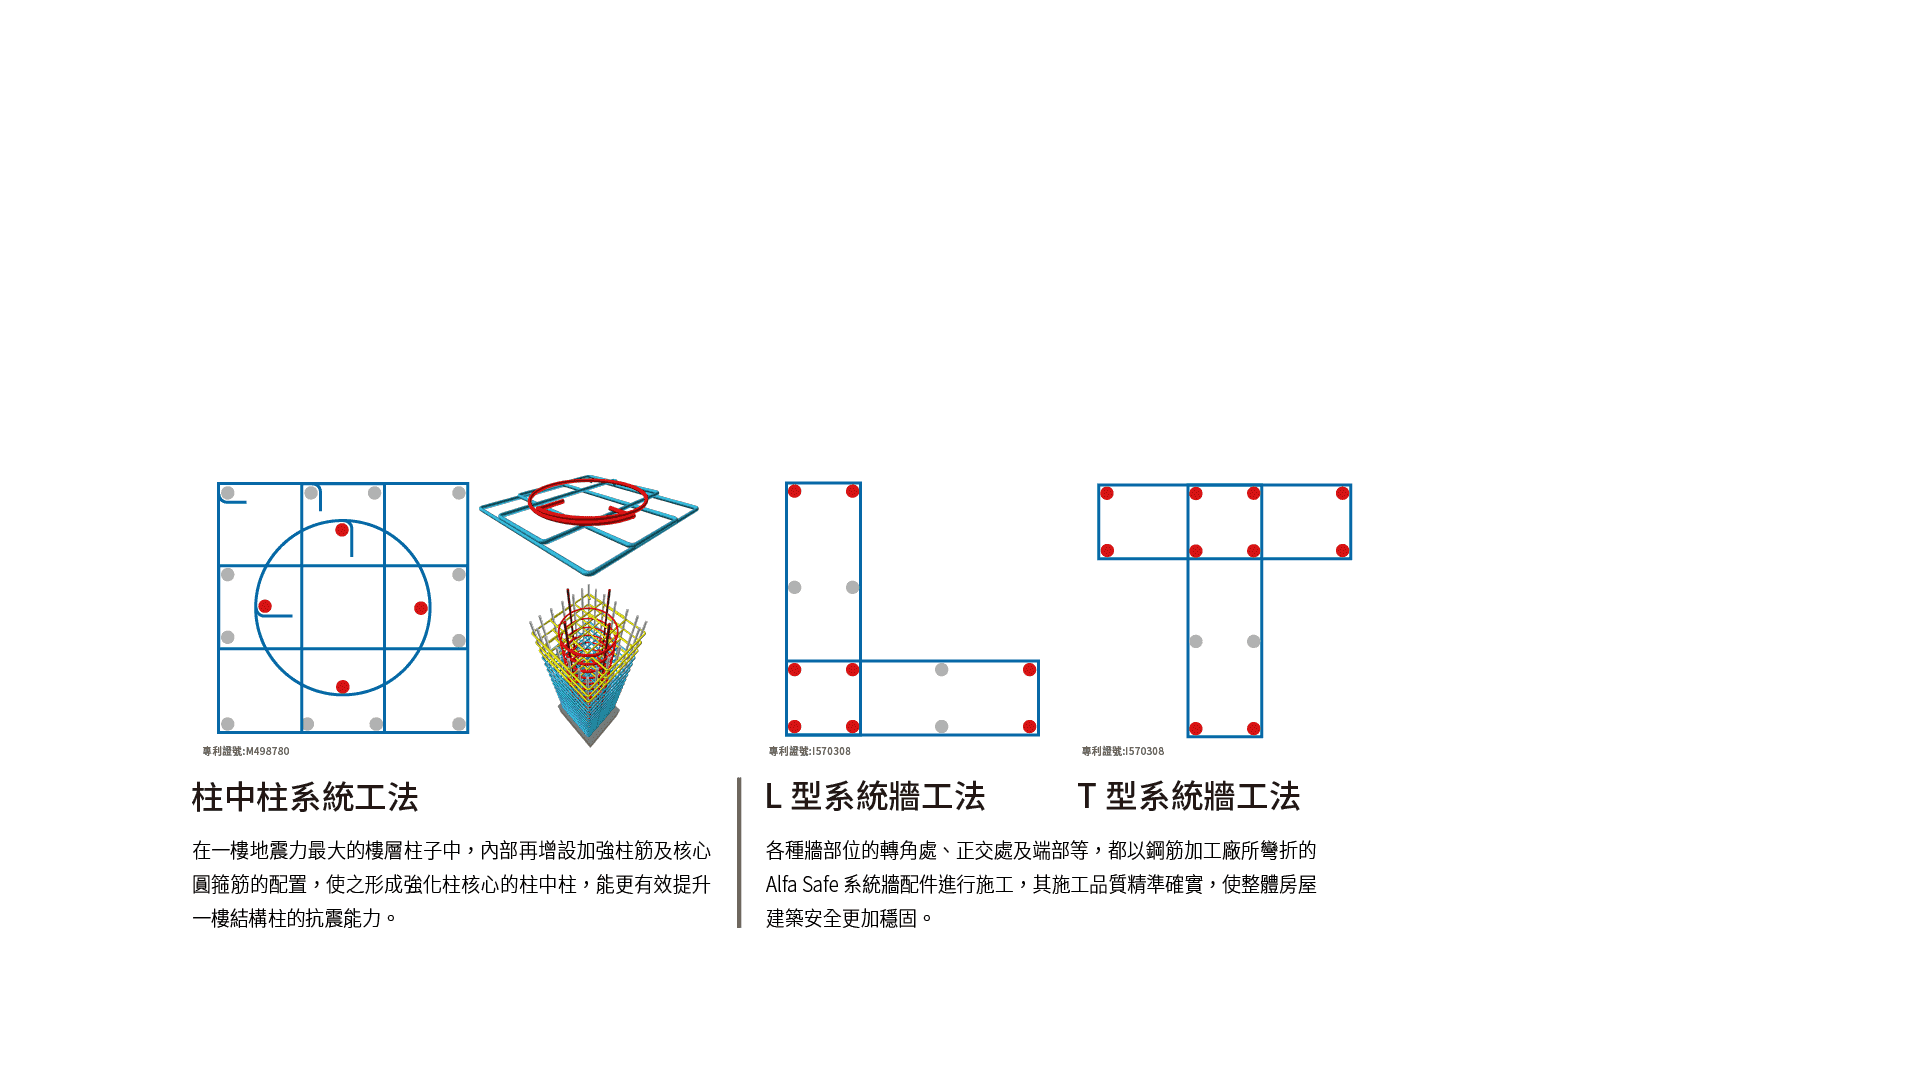 專利證號:M498780
柱中柱系統工法
在一樓地震力最大的樓層柱子中，內部再增設加強柱筋及核心
圓箍筋的配置，使之形成強化柱核心的柱中柱，能更有效提升
一樓結構柱的抗震能力。
專利證號:I570308
專利證號:I570308
L 型系統牆工法
T 型系統牆工法
各種牆部位的轉角處、正交處及端部等，都以鋼筋加工廠所彎折的
Alfa Safe 系統牆配件進行施工，其施工品質精準確實，使整體房屋
建築安全更加穩固。